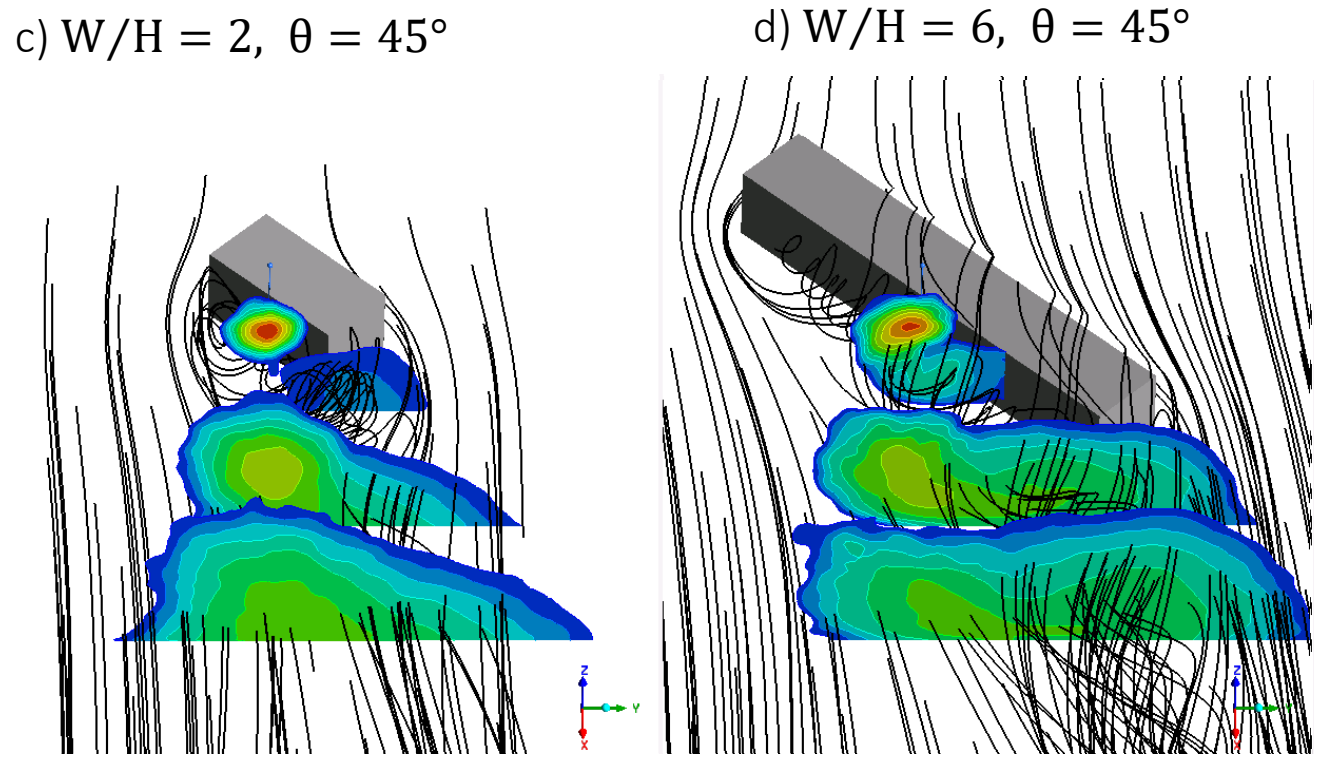 c) W/H = 2, θ = 45°
d) W/H = 6, θ = 45°
Z
Y
X
Z
Y
X